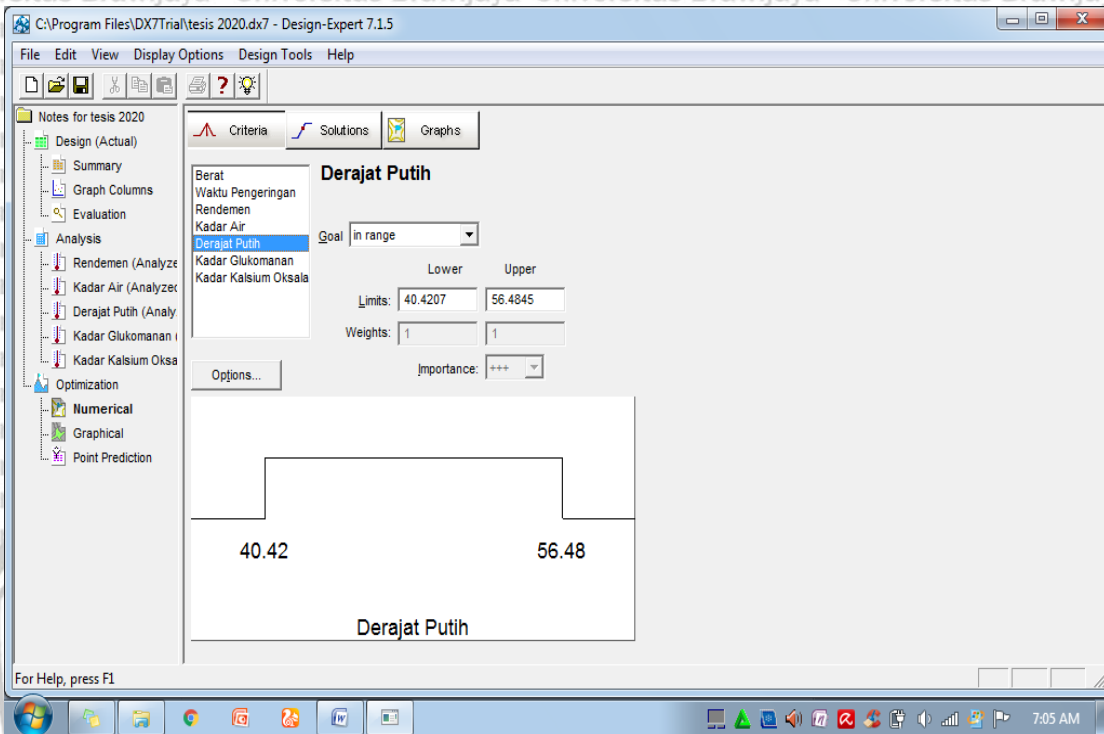 C:\Program Files\DX7Trial\tesis 2020.dx7 - Design-Expert 7.1.5
File Edit View Display Options Design Tools Help
Notes for tesis 2020
Design (Actual)
Summary
Graph Columns
Evaluation
Analysis
Rendemen (Analyze
Kadar Air (Analyzed
Derajat Putih (Analy
Kadar Glukomanan (
Kadar Kalsium Oksa
Optimization
Numerical
Graphical
Point Prediction
Criteria Solutions Graphs
Berat
Waktu Pengeringan
Rendemen
Kadar Air
Derajat Putih
Kadar Glukomanan
Kadar Kalsium Oksala
Options...
Derajat Putih
Goal in range
Lower Upper
Limits: 40.4207 56.4845
Weights: 1 1
Importance: +++
40.42 56.48
Derajat Putih
For Help, press F1
7:05 AM